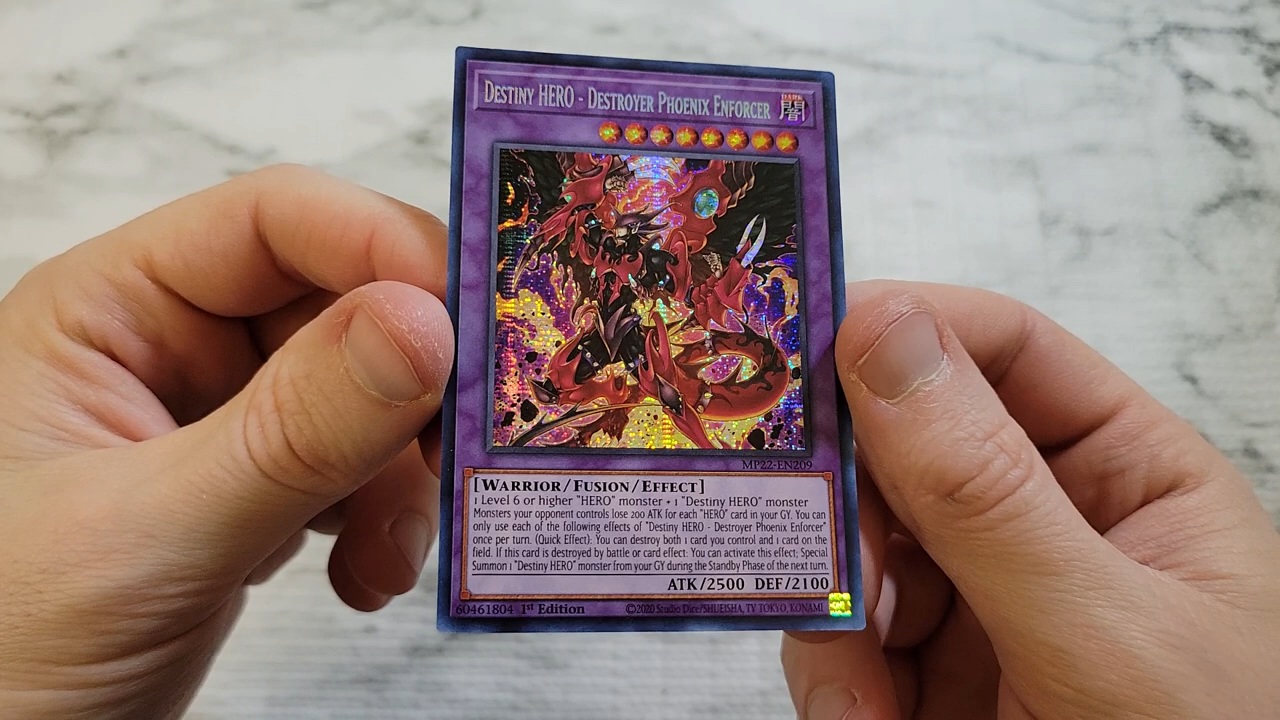 Destiny HERO - Destroyer Phoenix Enforcer
DARK
闇
MP22-EN209
[Warrior/Fusion/Effect]
1 Level 6 or higher "HERO" monster + 1 "Destiny HERO" monster
Monsters your opponent controls lose 200 ATK for each "HERO" card in your GY. You can
only use each of the following effects of "Destiny HERO - Destroyer Phoenix Enforcer"
once per turn. (Quick Effect): You can destroy both 1 card you control and 1 card on the
field. If this card is destroyed by battle or card effect: You can activate this effect; Special
Summon 1 "Destiny HERO" monster from your GY during the Standby Phase of the next turn.
ATK/2500 DEF/2100
60461804 1st Edition ©2020 Studio Dice/SHUEISHA, TV TOKYO, KONAMI